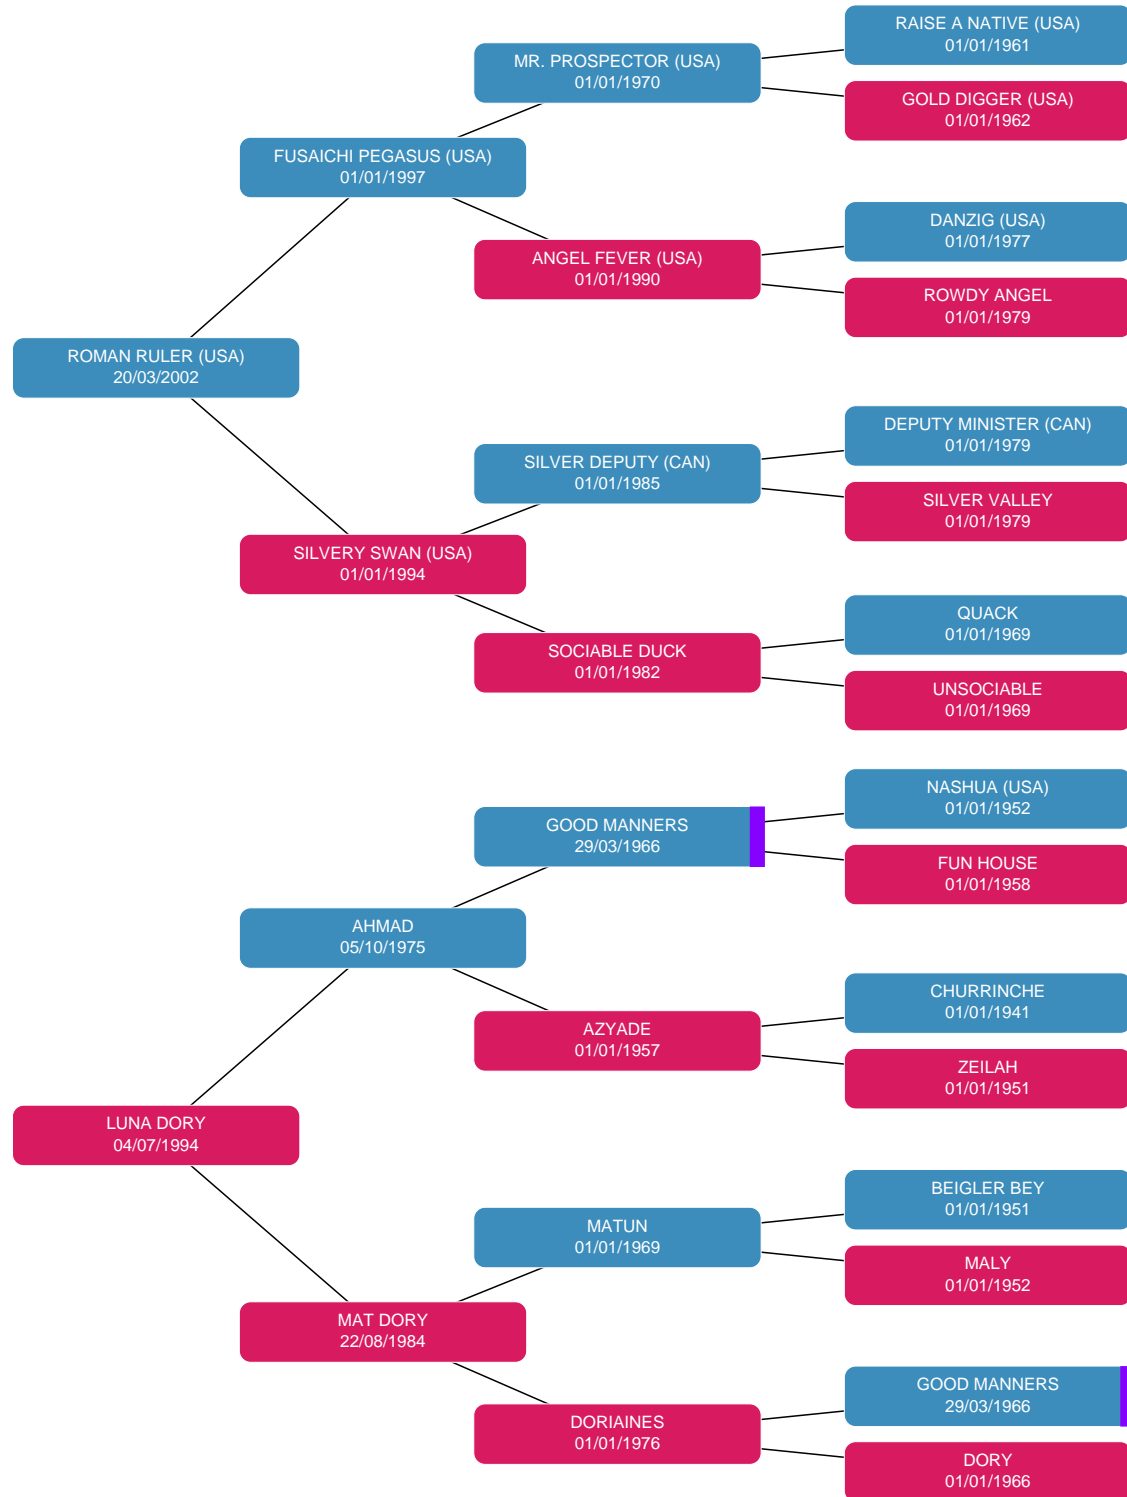 RAISE A NATIVE (USA)
01/01/1961
MR. PROSPECTOR (USA)
01/01/1970
GOLD DIGGER (USA)
01/01/1962
FUSAICHI PEGASUS (USA)
01/01/1997
DANZIG (USA)
01/01/1977
ANGEL FEVER (USA)
01/01/1990
ROWDY ANGEL
01/01/1979
ROMAN RULER (USA)
20/03/2002
DEPUTY MINISTER (CAN)
01/01/1979
SILVER DEPUTY (CAN)
01/01/1985
SILVER VALLEY
01/01/1979
SILVERY SWAN (USA)
01/01/1994
QUACK
01/01/1969
SOCIABLE DUCK
01/01/1982
UNSOCIABLE
01/01/1969
NASHUA (USA)
01/01/1952
GOOD MANNERS
29/03/1966
FUN HOUSE
01/01/1958
AHMAD
05/10/1975
CHURRINCHE
01/01/1941
AZYADE
01/01/1957
ZEILAH
01/01/1951
LUNA DORY
04/07/1994
BEIGLER BEY
01/01/1951
MATUN
01/01/1969
MALY
01/01/1952
MAT DORY
22/08/1984
GOOD MANNERS
29/03/1966
DORIAINES
01/01/1976
DORY
01/01/1966